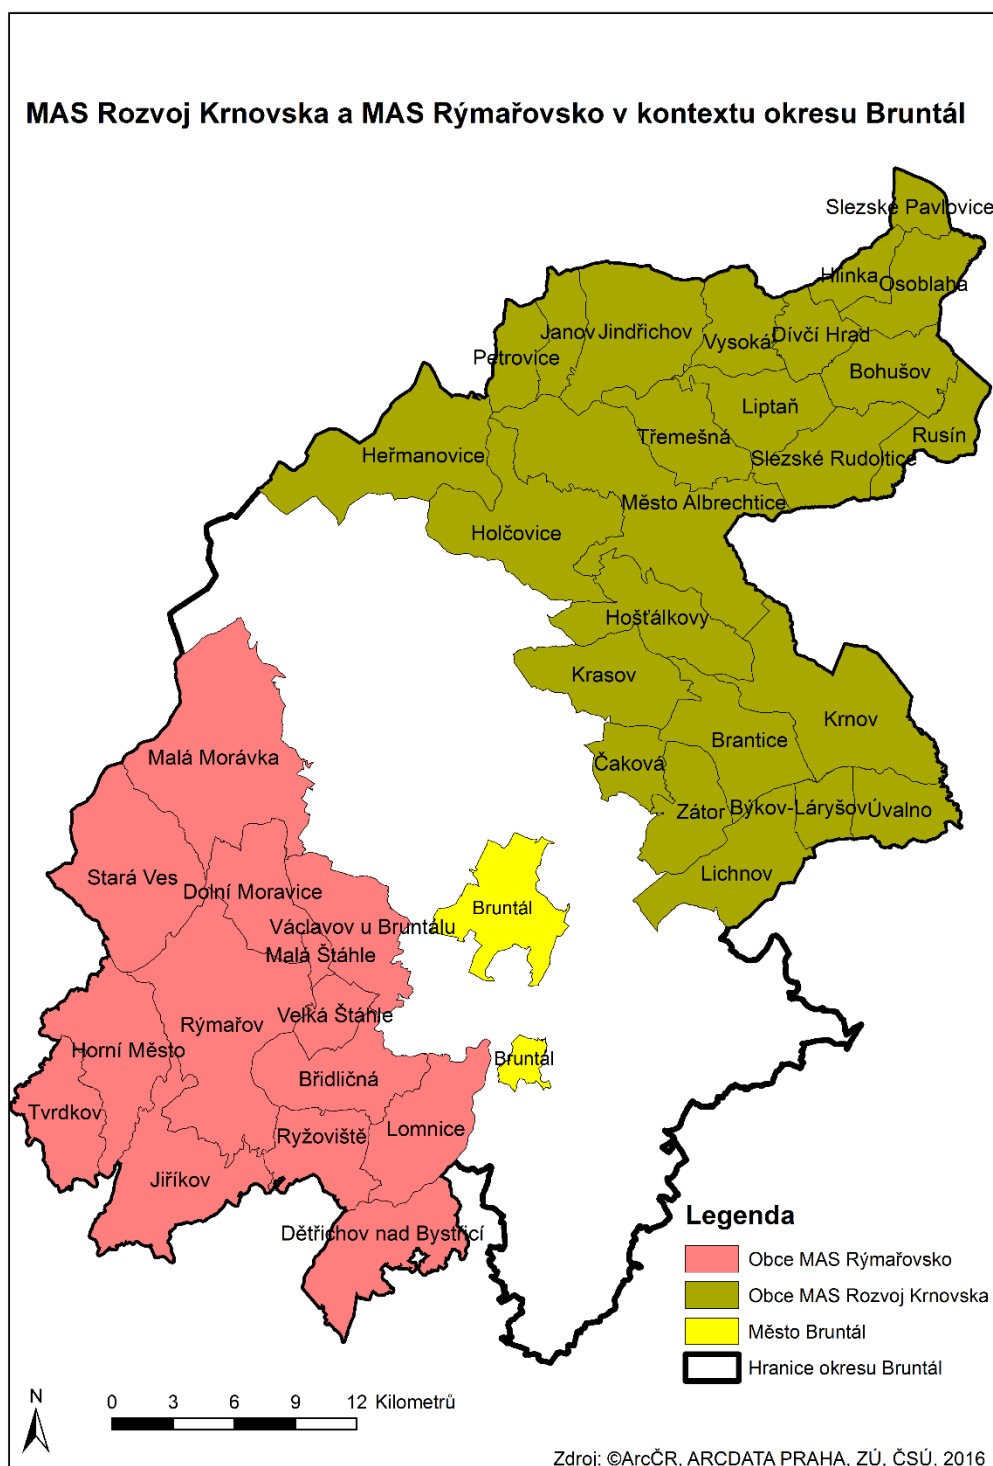 MAS Rozvoj Krnovska a MAS Rýmařovsko v kontextu okresu Bruntál
Slezské Pavlovice
Hlinka
Osoblaha
Janov
Jindřichov
Vysoká
Dívčí Hrad
Petrovice
Bohušov
Liptaň
Třemešná
Rusín
Heřmanovice
Slezské Rudoltice
Město Albrechtice
Holčovice
Hošťálkovy
Krasov
Krnov
Brantice
Čaková
Zátor
Býkov-Láryšov
Úvalno
Lichnov
Malá Morávka
Stará Ves
Dolní Moravice
Václavov u Bruntálu
Malá Štáhle
Bruntál
Rýmařov
Velká Štáhle
Horní Město
Bruntál
Břidličná
Tvrdkov
Ryžoviště
Lomnice
Jiříkov
Dětřichov nad Bystřicí
Legenda
Obce MAS Rýmařovsko
Obce MAS Rozvoj Krnovska
Město Bruntál
Hranice okresu Bruntál
N
0 3 6 9 12 Kilometrů
Zdroj: ©ArcČR, ARCDATA PRAHA, ZÚ, ČSÚ, 2016